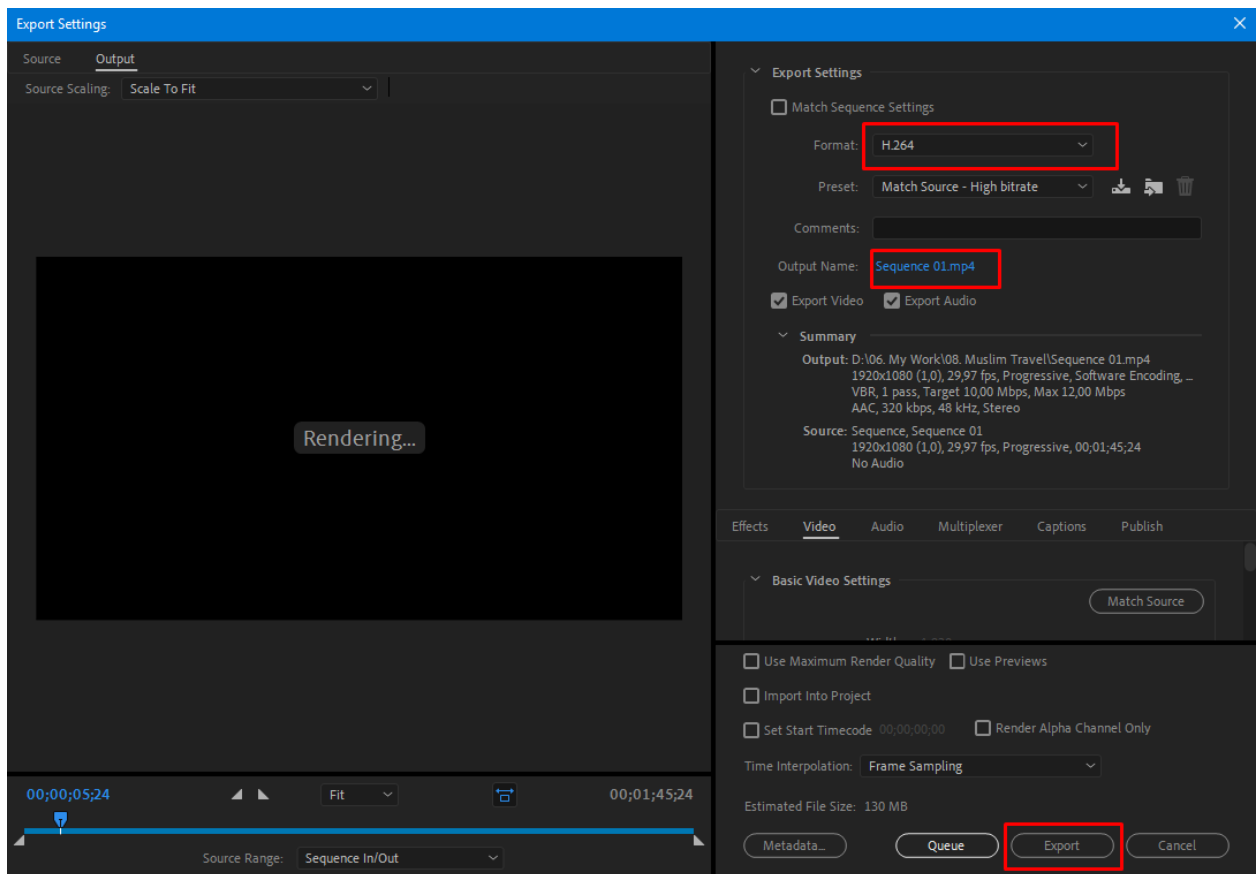 Export Settings
Source Output
Source Scaling: Scale To Fit
Rendering...
00;00;05;24 Fit 00;01;45;24
Source Range: Sequence In/Out
Export Settings
Match Sequence Settings
Format: H.264
Preset: Match Source - High bitrate
Comments:
Output Name: Sequence 01.mp4
Export Video Export Audio
Summary
Output: D:\06. My Work\08. Muslim Travel\Sequence 01.mp4
1920x1080 (1,0), 29,97 fps, Progressive, Software Encoding, ...
VBR, 1 pass, Target 10,00 Mbps, Max 12,00 Mbps
AAC, 320 kbps, 48 kHz, Stereo
Source: Sequence, Sequence 01
1920x1080 (1,0), 29,97 fps, Progressive, 00;01;45;24
No Audio
Effects Video Audio Multiplexer Captions Publish
Basic Video Settings
Match Source
Use Maximum Render Quality Use Previews
Import Into Project
Set Start Timecode 00;00;00;00 Render Alpha Channel Only
Time Interpolation: Frame Sampling
Estimated File Size: 130 MB
Metadata... Queue Export Cancel